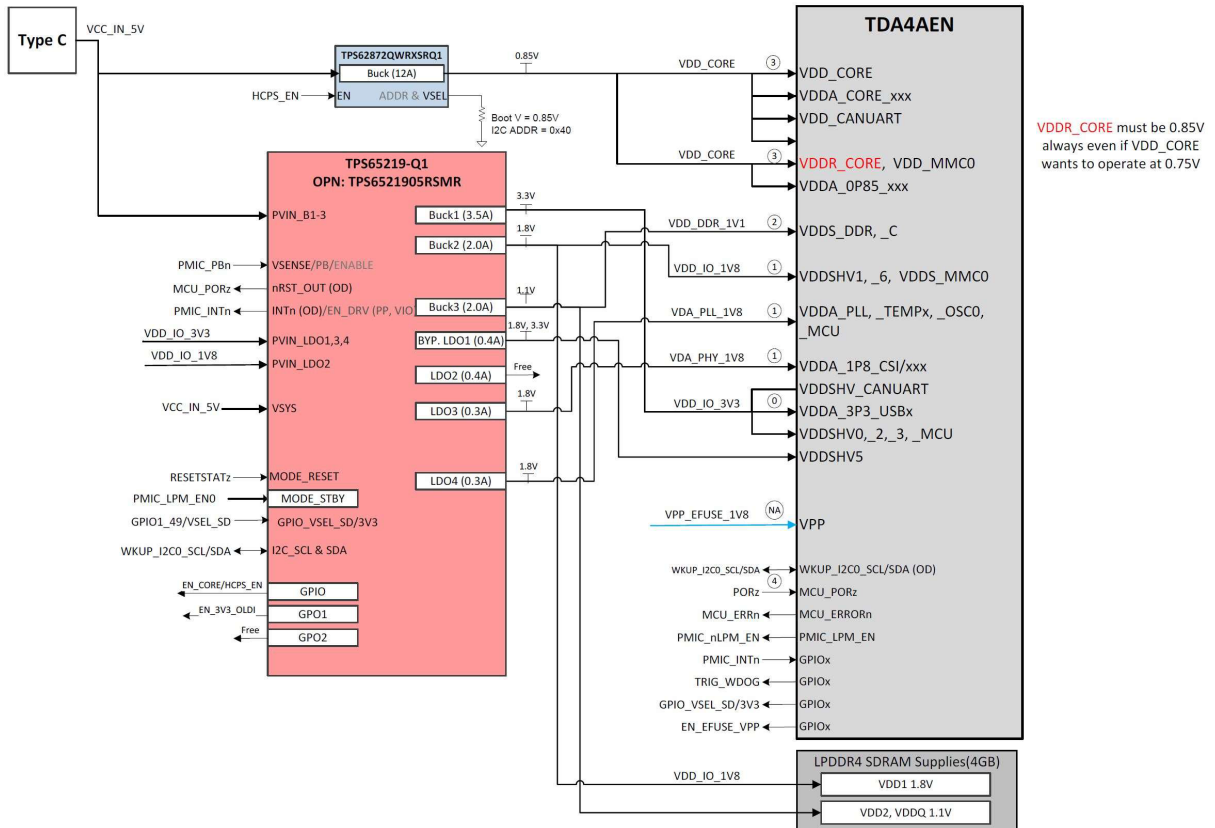 Type C
VCC_IN_5V
TPS62872QWRXSRQ1
Buck (12A)
HCPS_EN
EN
ADDR & VSEL
0.85V
Boot V = 0.85V
I2C ADDR = 0x40
TPS65219-Q1
OPN: TPS6521905RSMR
PVIN_B1-3
PMIC_PBn
VSENSE/PB/ENABLE
MCU_PORz
nRST_OUT (OD)
PMIC_INTn
INTn (OD)/EN_DRV (PP, VIO)
VDD_IO_3V3
PVIN_LDO1,3,4
VDD_IO_1V8
PVIN_LDO2
VCC_IN_5V
VSYS
RESETSTATz
MODE_RESET
PMIC_LPM_EN0
MODE_STBY
GPIO1_49/VSEL_SD
GPIO_VSEL_SD/3V3
WKUP_I2C0_SCL/SDA
I2C_SCL & SDA
EN_CORE/HCPS_EN
GPIO
EN_3V3_OLDI
GPO1
Free
GPO2
Buck1 (3.5A)
3.3V
Buck2 (2.0A)
1.8V
Buck3 (2.0A)
1.1V
BYP. LDO1 (0.4A)
1.8V, 3.3V
LDO2 (0.4A)
Free
LDO3 (0.3A)
1.8V
LDO4 (0.3A)
1.8V
TDA4AEN
VDD_CORE
3
VDD_CORE
VDDA_CORE_xxx
VDD_CANUART
VDD_CORE
3
VDDR_CORE, VDD_MMC0
VDDA_0P85_xxx
VDD_DDR_1V1
2
VDDS_DDR, _C
VDD_IO_1V8
1
VDDSHV1, _6, VDDS_MMC0
VDA_PLL_1V8
1
VDDA_PLL, _TEMPx, _OSC0,
_MCU
VDA_PHY_1V8
1
VDDA_1P8_CSI/xxx
VDDSHV_CANUART
VDD_IO_3V3
0
VDDA_3P3_USBx
VDDSHV0,_2,_3, _MCU
VDDSHV5
VPP_EFUSE_1V8
NA
VPP
WKUP_I2C0_SCL/SDA
WKUP_I2C0_SCL/SDA (OD)
PORz
4
MCU_PORz
MCU_ERRn
MCU_ERRORn
PMIC_nLPM_EN
PMIC_LPM_EN
PMIC_INTn
GPIOx
TRIG_WDOG
GPIOx
GPIO_VSEL_SD/3V3
GPIOx
EN_EFUSE_VPP
GPIOx
VDDR_CORE must be 0.85V
always even if VDD_CORE
wants to operate at 0.75V
LPDDR4 SDRAM Supplies(4GB)
VDD_IO_1V8
VDD1 1.8V
VDD2, VDDQ 1.1V